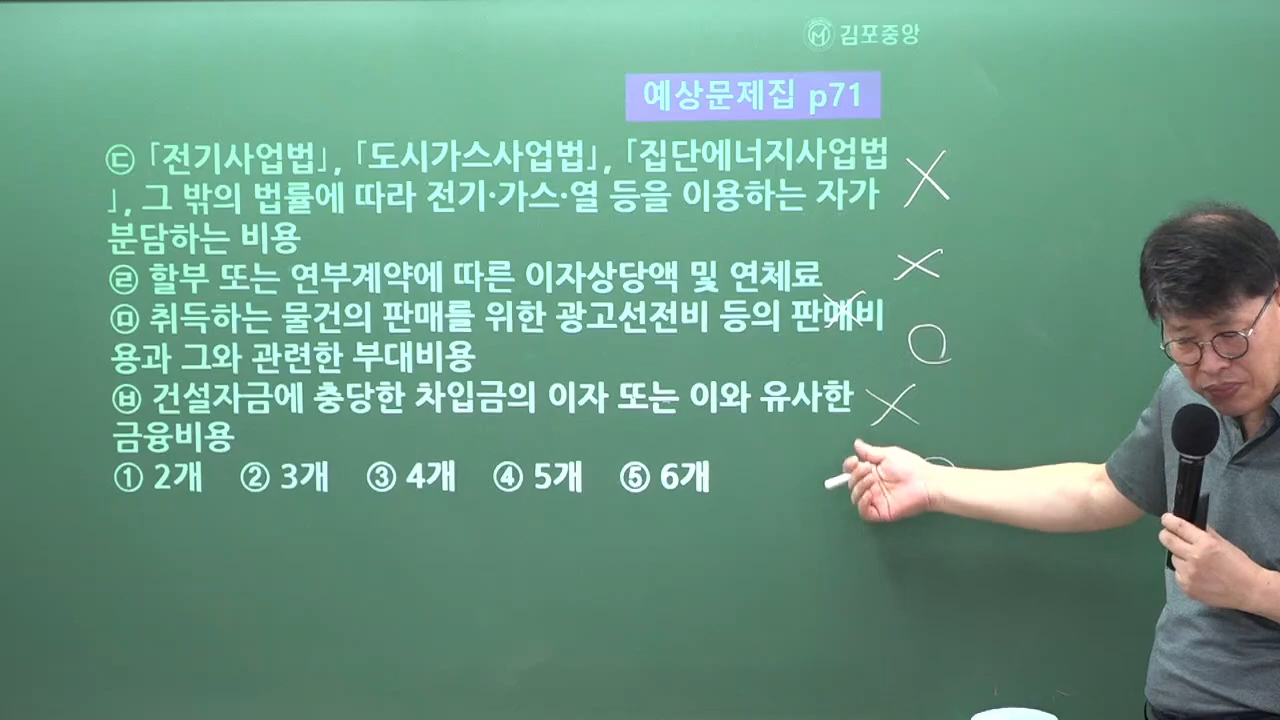 김포중앙
예상문제집 p71
㉢ ｢전기사업법｣, ｢도시가스사업법｣, ｢집단에너지사업법
｣, 그 밖의 법률에 따라 전기·가스·열 등을 이용하는 자가
분담하는 비용
㉣ 할부 또는 연부계약에 따른 이자상당액 및 연체료
㉤ 취득하는 물건의 판매를 위한 광고선전비 등의 판매비
용과 그와 관련한 부대비용
㉥ 건설자금에 충당한 차입금의 이자 또는 이와 유사한
금융비용
① 2개 ② 3개 ③ 4개 ④ 5개 ⑤ 6개